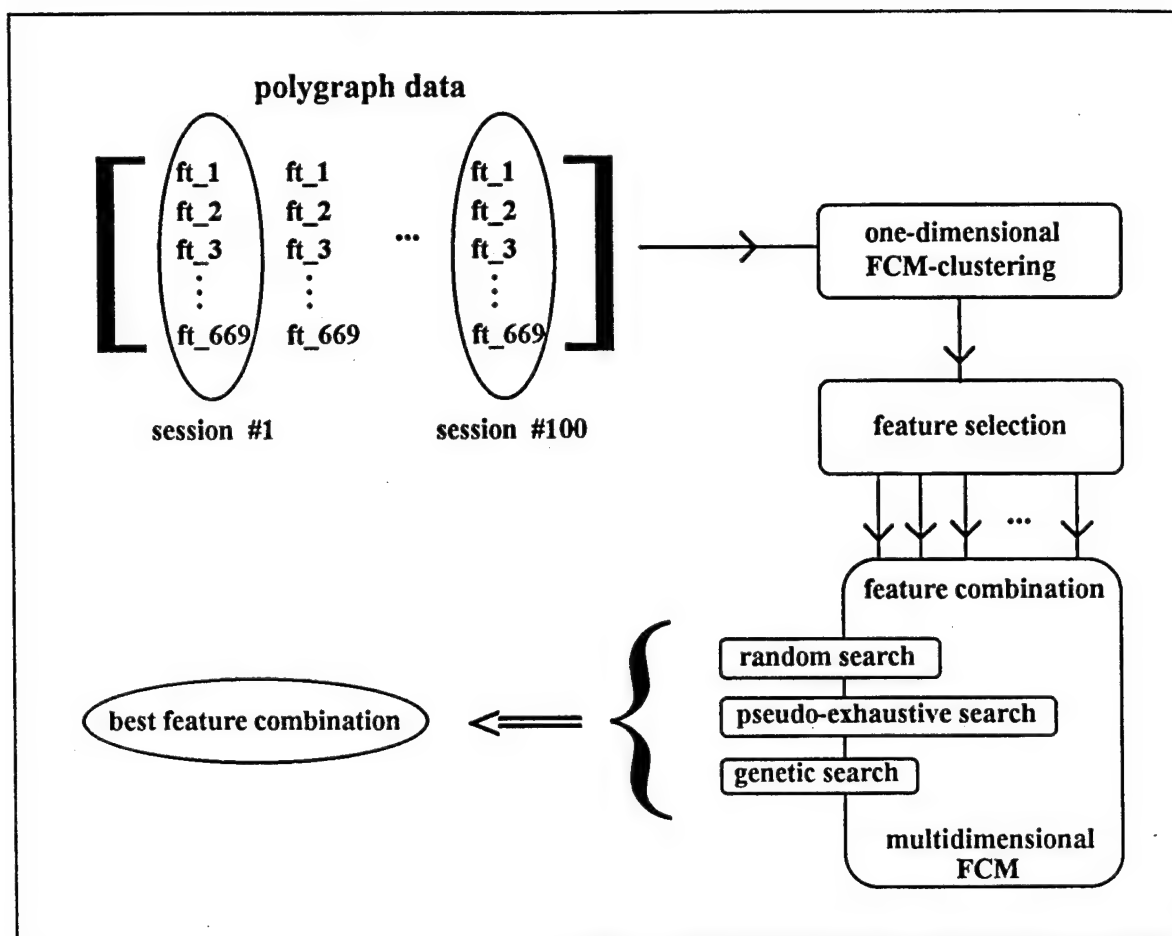 polygraph data
ft_1 ft_1 ft_1
ft_2 ft_2 ft_2
ft_3 ft_3 ... ft_3
⋮ ⋮ ⋮
ft_669 ft_669 ft_669
session #1 session #100
one-dimensional
FCM-clustering
feature selection
...
feature combination
random search
pseudo-exhaustive search
genetic search
multidimensional
FCM
best feature combination